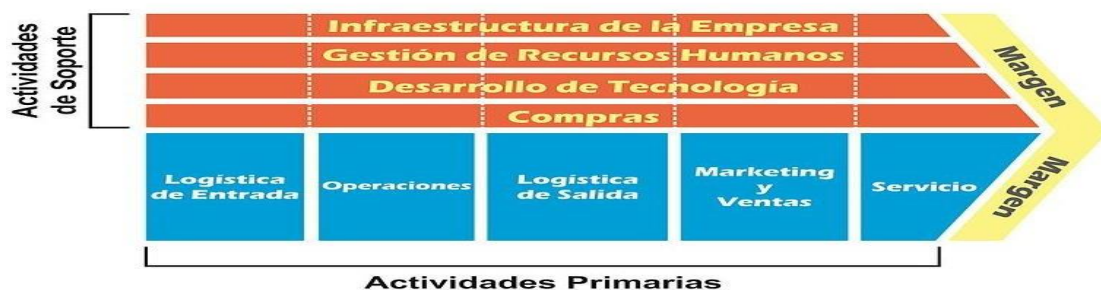 Actividades
de Soporte
Infraestructura de la Empresa
Gestión de Recursos Humanos
Desarrollo de Tecnología
Compras
Margen
Logística
de Entrada
Operaciones
Logística
de Salida
Marketing
y
Ventas
Servicio
Margen
Actividades Primarias